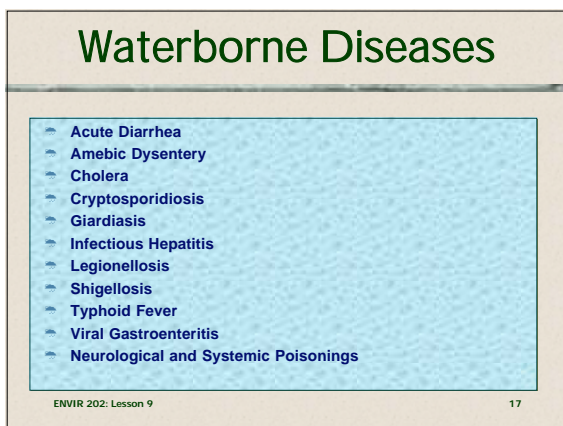 Waterborne Diseases
Acute Diarrhea
Amebic Dysentery
Cholera
Cryptosporidiosis
Giardiasis
Infectious Hepatitis
Legionellosis
Shigellosis
Typhoid Fever
Viral Gastroenteritis
Neurological and Systemic Poisonings
ENVIR 202: Lesson 9 17